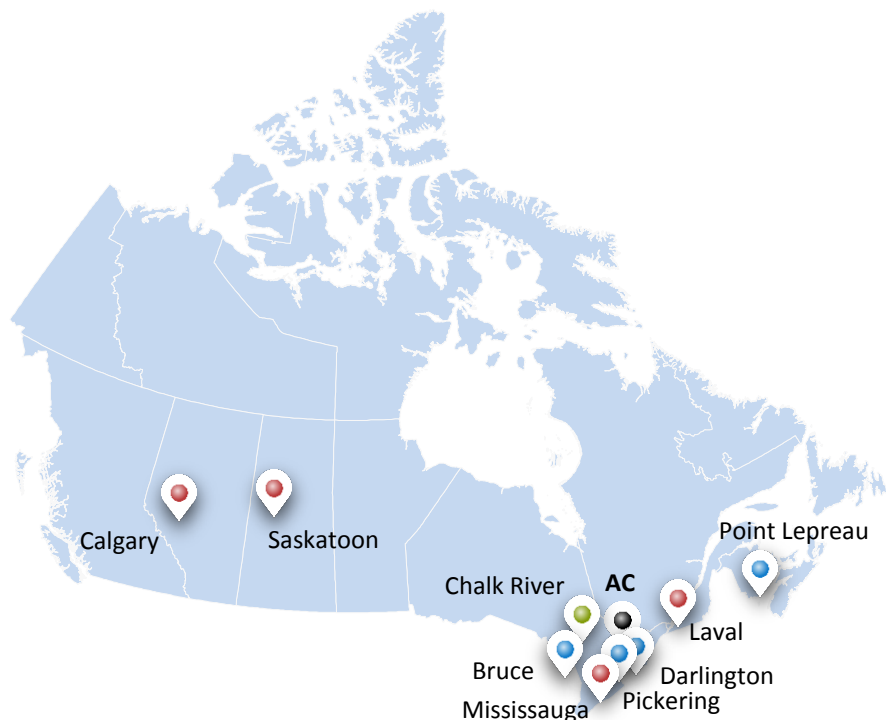 Point Lepreau
Calgary
Saskatoon
Chalk River
AC
Laval
Bruce
Darlington
Mississauga
Pickering